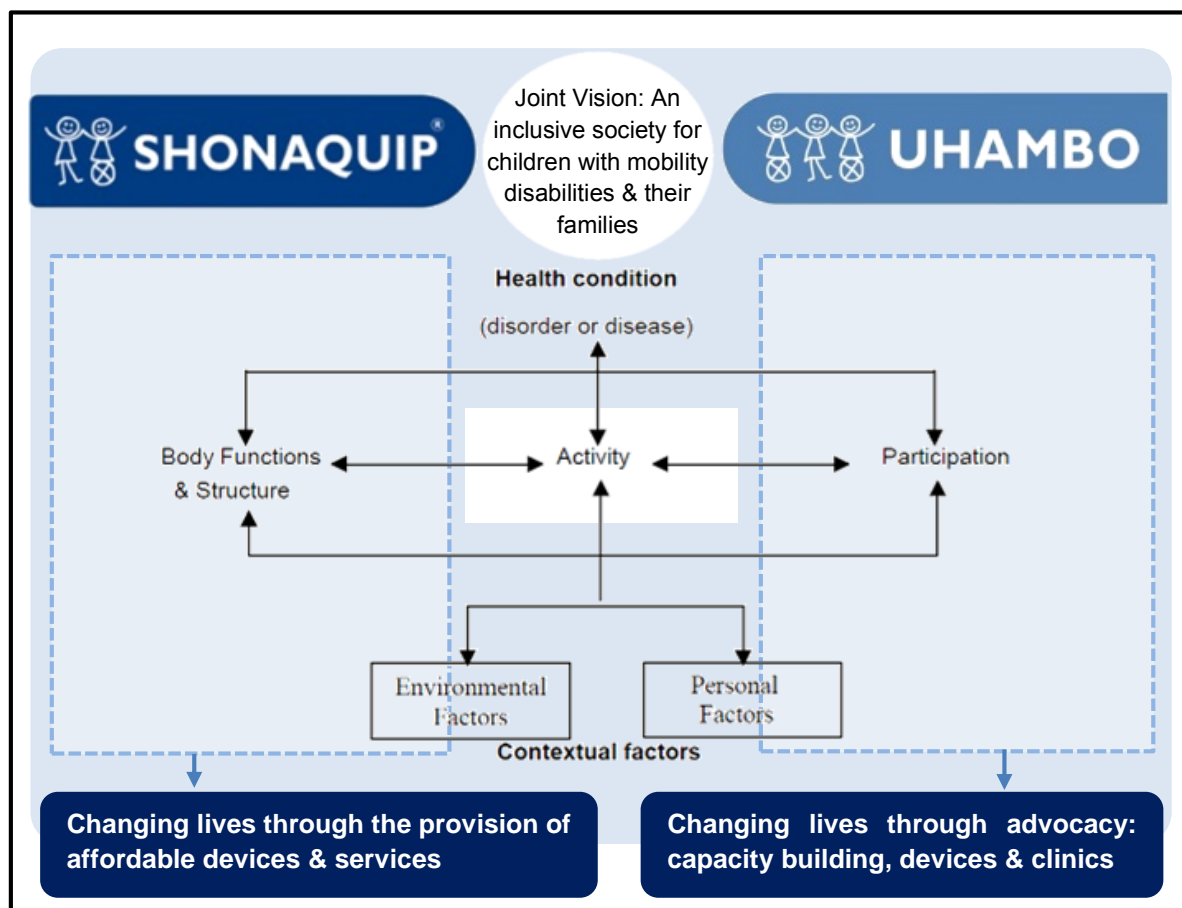 SHONAQUIP®
Joint Vision: An
inclusive society for
children with mobility
disabilities & their
families
UHAMBO
Health condition
(disorder or disease)
Body Functions
& Structure
Activity
Participation
Environmental
Factors
Personal
Factors
Contextual factors
Changing lives through the provision of
affordable devices & services
Changing lives through advocacy:
capacity building, devices & clinics